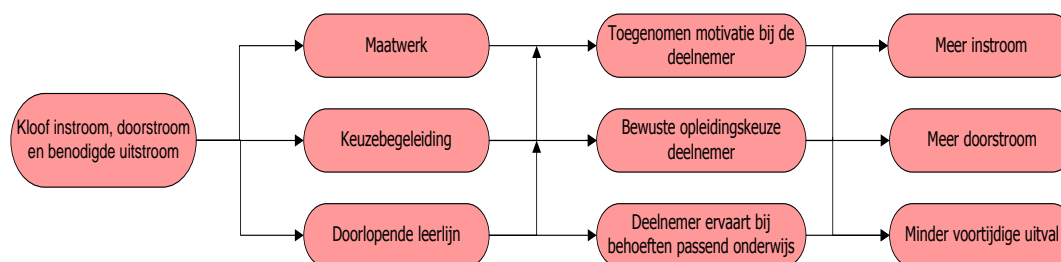 Maatwerk
Toegenomen motivatie bij de
deelnemer
Meer instroom
Kloof instroom, doorstroom
en benodigde uitstroom
Keuzebegeleiding
Bewuste opleidingskeuze
deelnemer
Meer doorstroom
Doorlopende leerlijn
Deelnemer ervaart bij
behoeften passend onderwijs
Minder voortijdige uitval